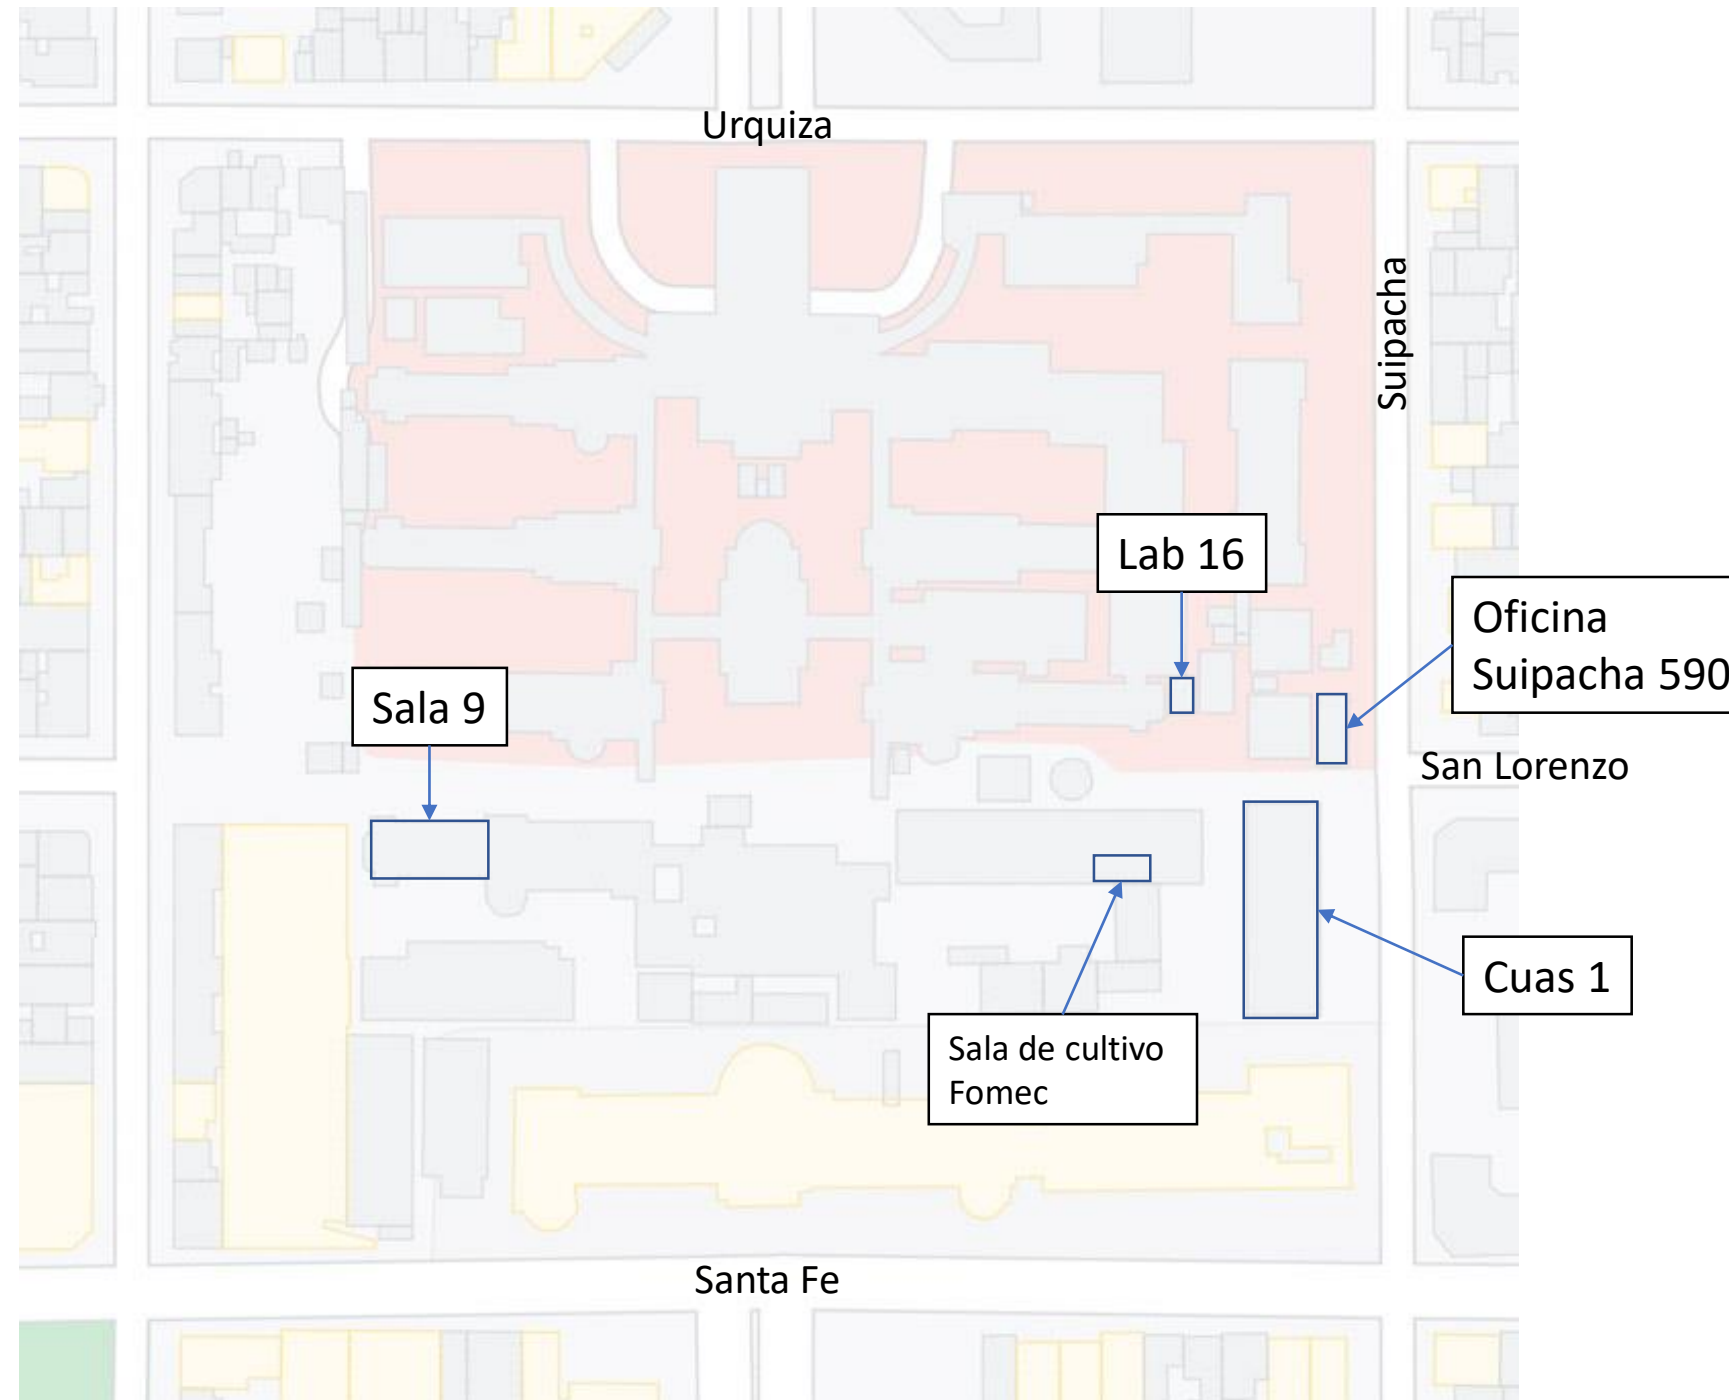 Urquiza
Suipacha
Lab 16
Oficina
Suipacha 590
Sala 9
San Lorenzo
Cuas 1
Sala de cultivo
Fomec
Santa Fe